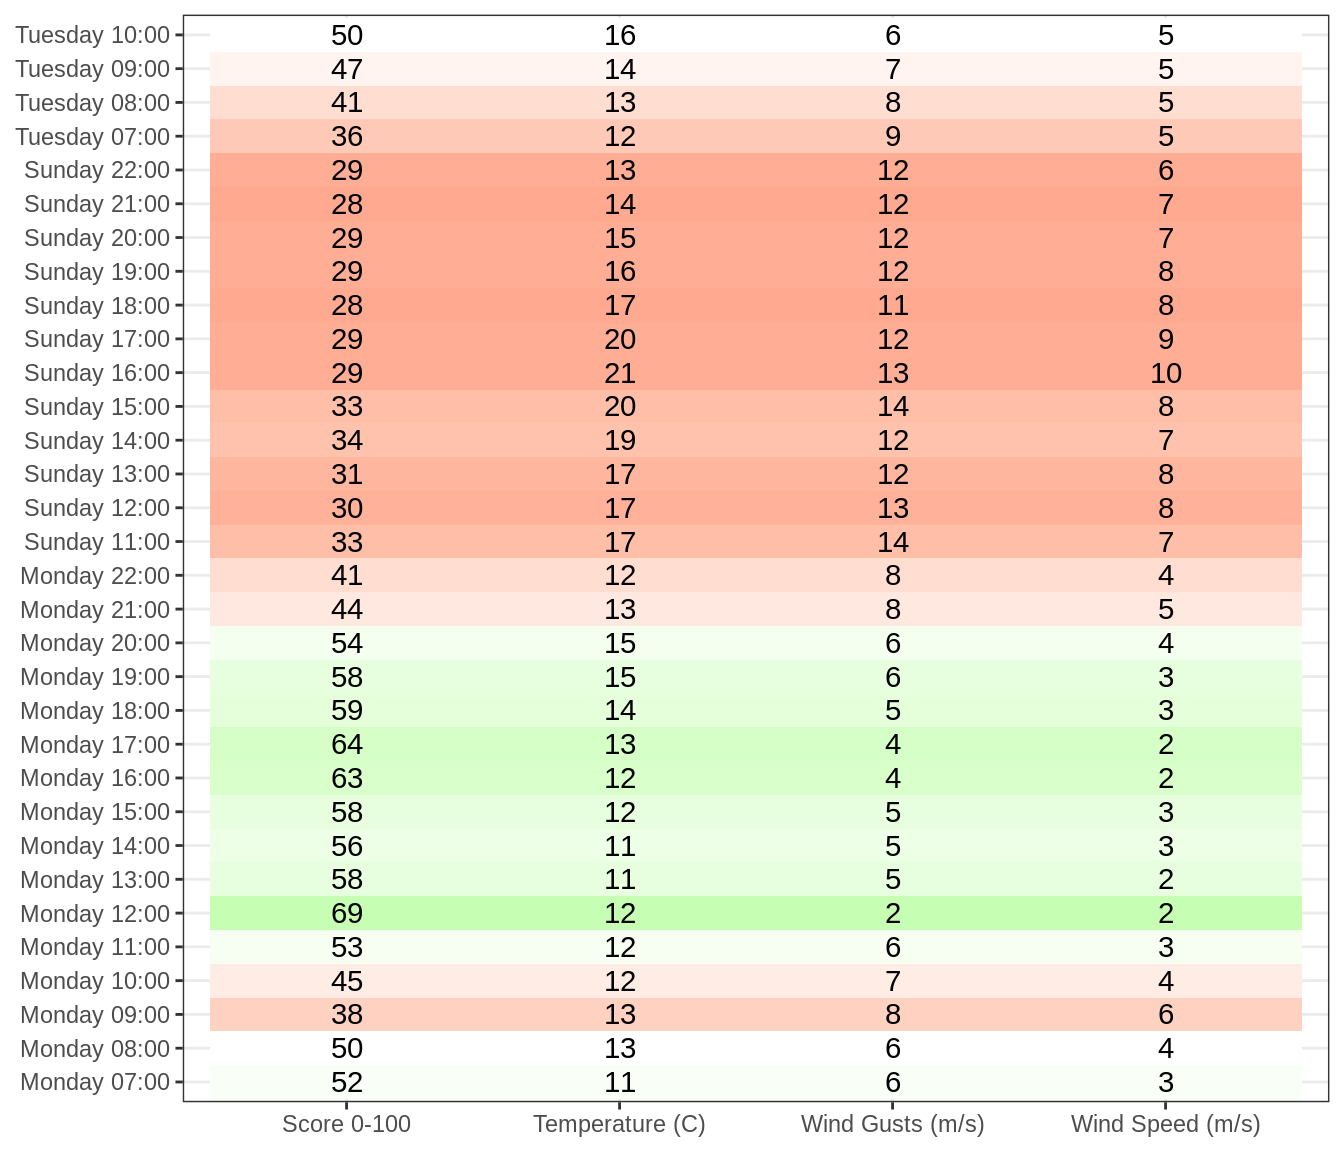 Tuesday 10:00 50 16 6 5
Tuesday 09:00 47 14 7 5
Tuesday 08:00 41 13 8 5
Tuesday 07:00 36 12 9 5
Sunday 22:00 29 13 12 6
Sunday 21:00 28 14 12 7
Sunday 20:00 29 15 12 7
Sunday 19:00 29 16 12 8
Sunday 18:00 28 17 11 8
Sunday 17:00 29 20 12 9
Sunday 16:00 29 21 13 10
Sunday 15:00 33 20 14 8
Sunday 14:00 34 19 12 7
Sunday 13:00 31 17 12 8
Sunday 12:00 30 17 13 8
Sunday 11:00 33 17 14 7
Monday 22:00 41 12 8 4
Monday 21:00 44 13 8 5
Monday 20:00 54 15 6 4
Monday 19:00 58 15 6 3
Monday 18:00 59 14 5 3
Monday 17:00 64 13 4 2
Monday 16:00 63 12 4 2
Monday 15:00 58 12 5 3
Monday 14:00 56 11 5 3
Monday 13:00 58 11 5 2
Monday 12:00 69 12 2 2
Monday 11:00 53 12 6 3
Monday 10:00 45 12 7 4
Monday 09:00 38 13 8 6
Monday 08:00 50 13 6 4
Monday 07:00 52 11 6 3
Score 0-100 Temperature (C) Wind Gusts (m/s) Wind Speed (m/s)